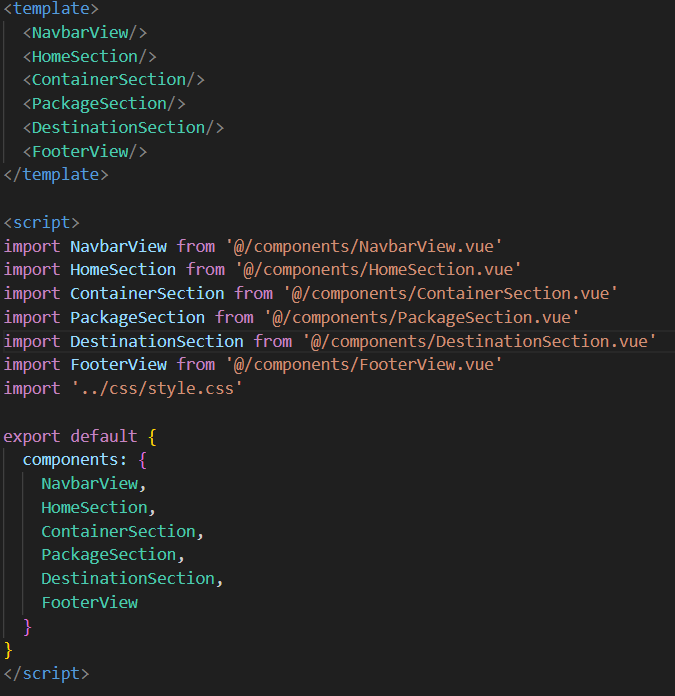 <template>
<NavbarView/>
<HomeSection/>
<ContainerSection/>
<PackageSection/>
<DestinationSection/>
<FooterView/>
</template>
<script>
import NavbarView from '@/components/NavbarView.vue'
import HomeSection from '@/components/HomeSection.vue'
import ContainerSection from '@/components/ContainerSection.vue'
import PackageSection from '@/components/PackageSection.vue'
import DestinationSection from '@/components/DestinationSection.vue'
import FooterView from '@/components/FooterView.vue'
import '../css/style.css'
export default {
components: {
NavbarView,
HomeSection,
ContainerSection,
PackageSection,
DestinationSection,
FooterView
}
}
</script>